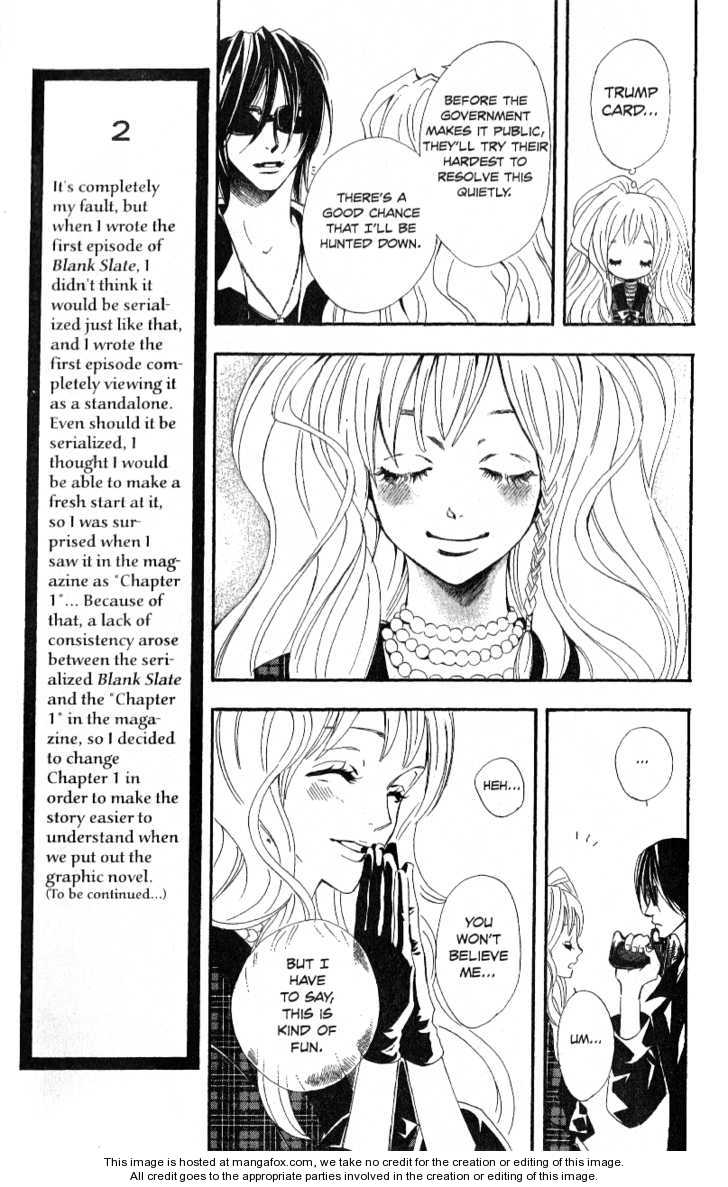 TRUMP
CARD...
BEFORE THE
GOVERNMENT
MAKES IT PUBLIC,
THEY'LL TRY THEIR
HARDEST TO
RESOLVE THIS
QUIETLY.
THERE'S A
GOOD CHANCE
THAT I'LL BE
HUNTED DOWN.
...
UM...
HEH...
YOU
WON'T
BELIEVE
ME...
BUT I
HAVE
TO SAY,
THIS IS
KIND OF
FUN.
2
It's completely
my fault, but
when I wrote the
first episode of
Blank Slate, I
didn't think it
would be serial-
ized just like that,
and I wrote the
first episode com-
pletely viewing it
as a standalone.
Even should it be
serialized, I
thought I would
be able to make a
fresh start at it,
so I was sur-
prised when I
saw it in the mag-
azine as "Chapter
1"... Because of
that, a lack of
consistency arose
between the seri-
alized Blank Slate
and the "Chapter
1" in the maga-
zine, so I decided
to change
Chapter 1 in
order to make the
story easier to
understand when
we put out the
graphic novel.
(To be continued...)
This image is hosted at mangafox.com, we take no credit for the creation or editing of this image.
All credit goes to the appropriate parties involved in the creation or editing of this image.